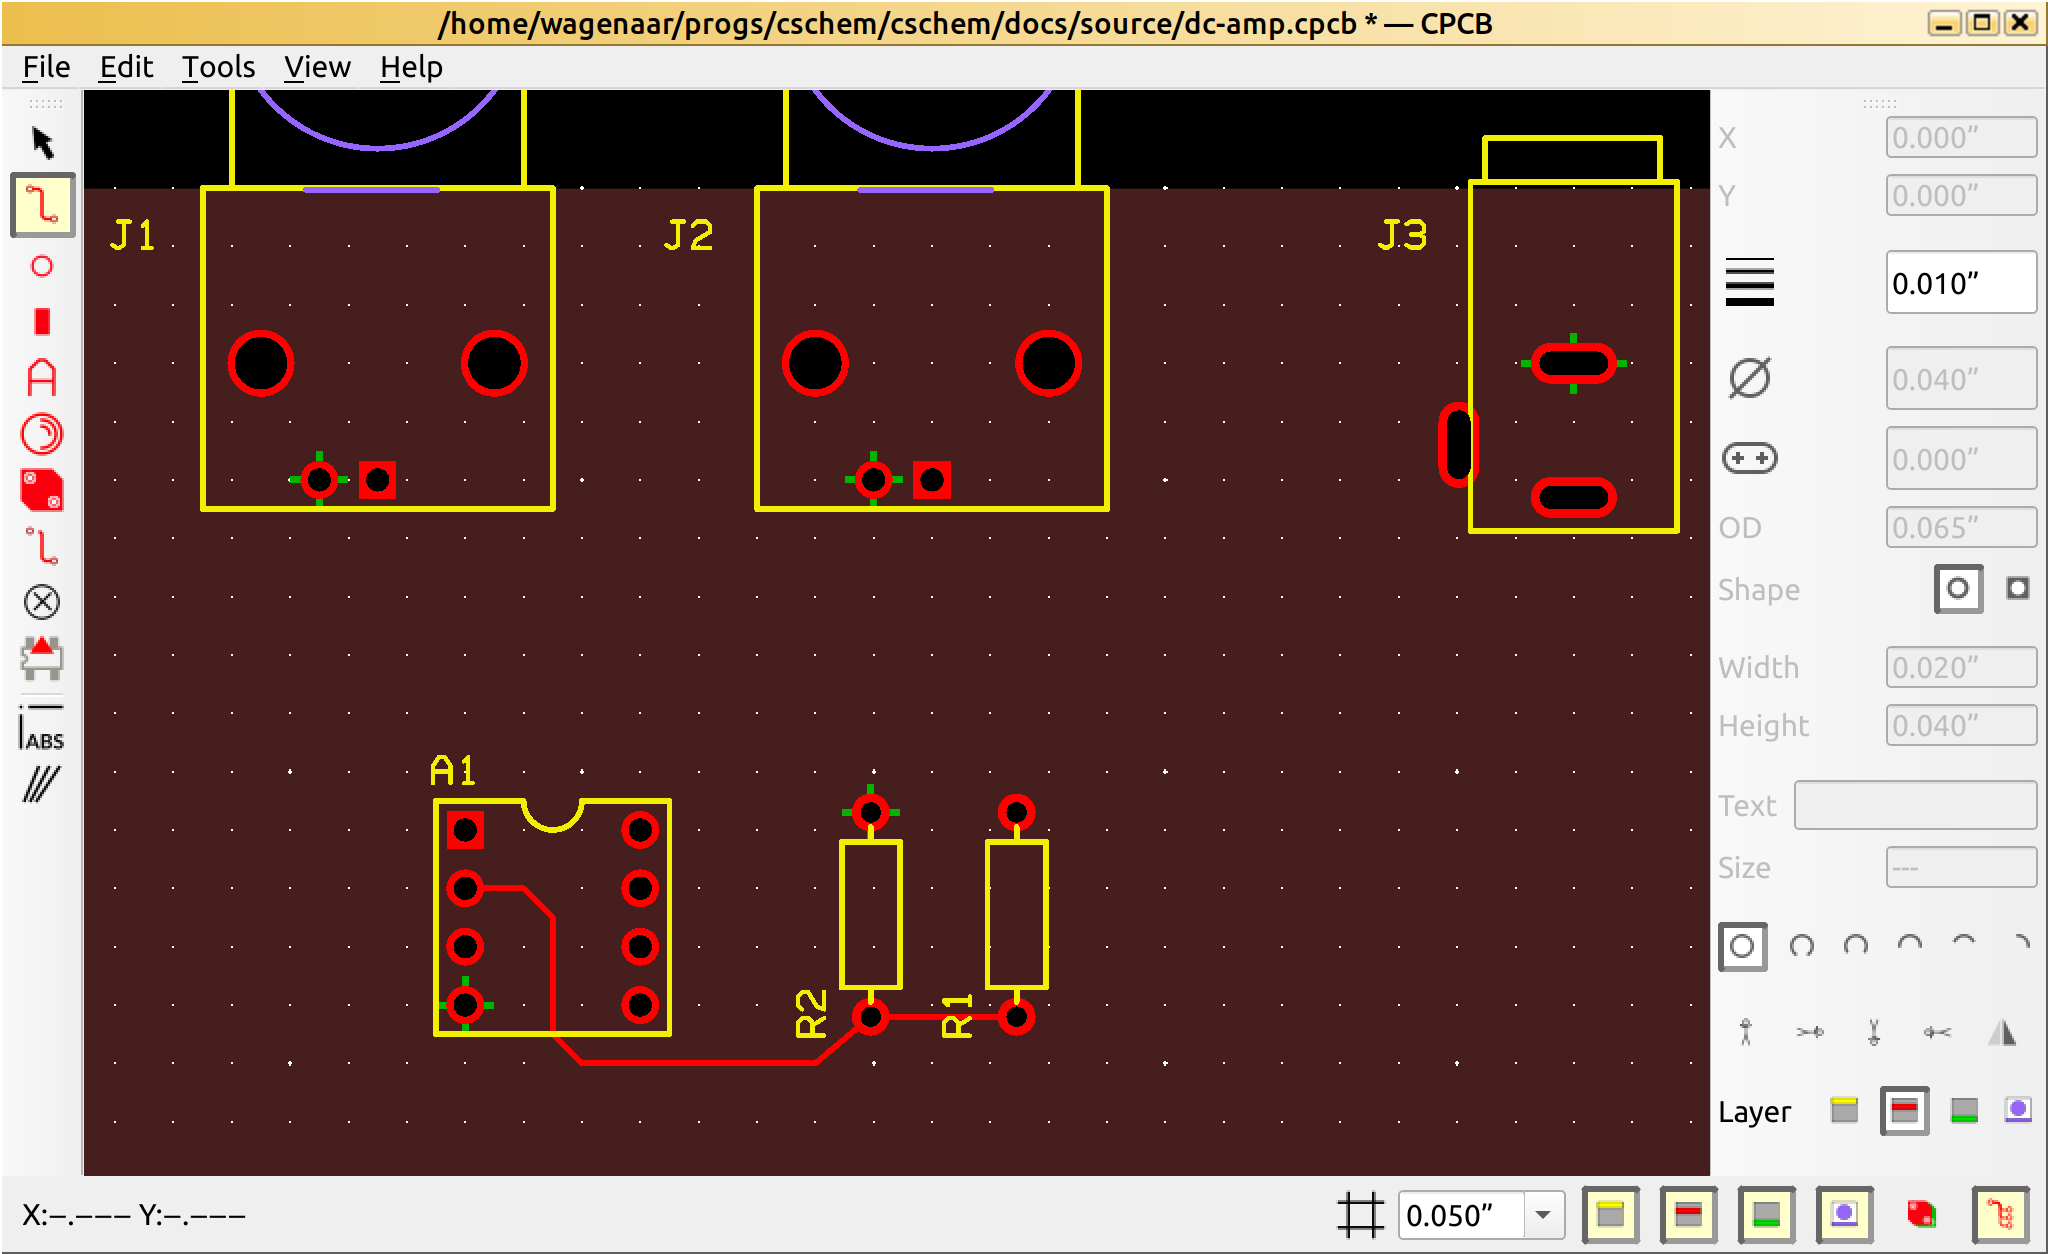 /home/wagenaar/progs/cschem/cschem/docs/source/dc-amp.cpcb * — CPCB
File Edit Tools View Help
X 0.000”
Y 0.000”
J1 J2 J3
0.010”
0.040”
0.000”
OD 0.065”
Shape
Width 0.020”
Height 0.040”
ABS
A1
Text
Size ---
R2 R1
Layer
X:–.––– Y:–.–––
0.050”